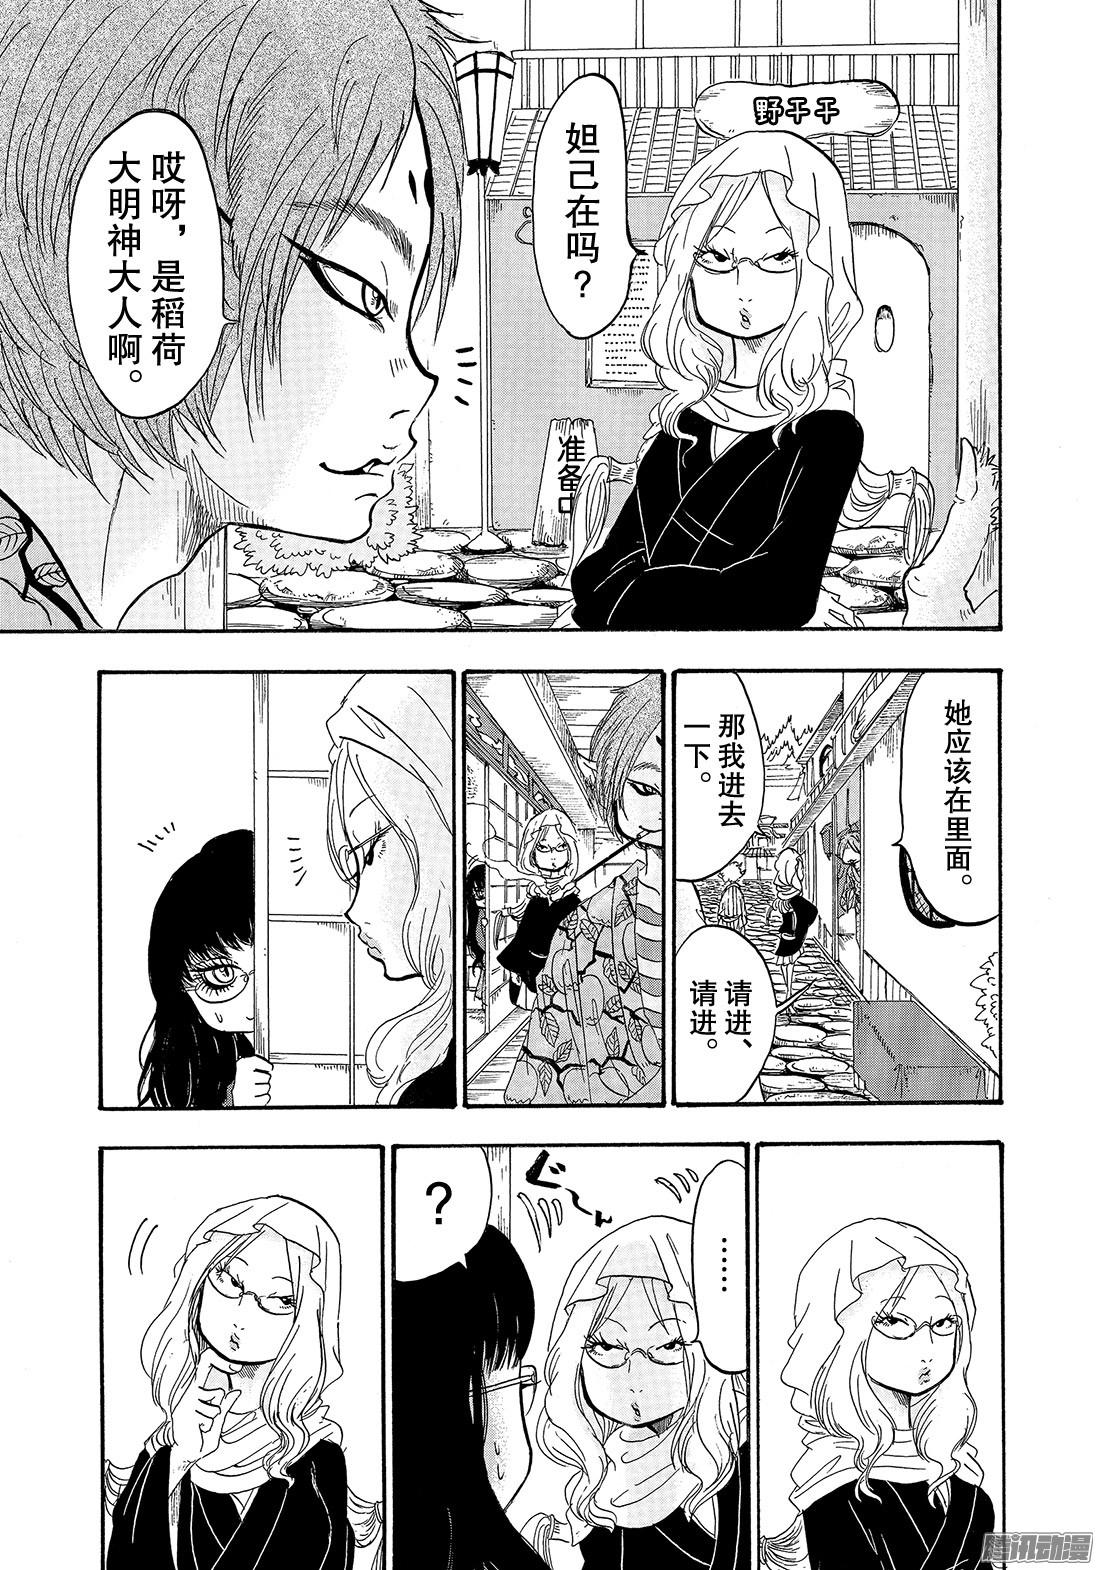 野干干
妲己在吗？
哎呀，是稻荷
大明神大人啊。
准备中
她应该在里面。
那我进去
一下。
请进、
请进。
……
ぐ〜ん
？
腾讯动漫